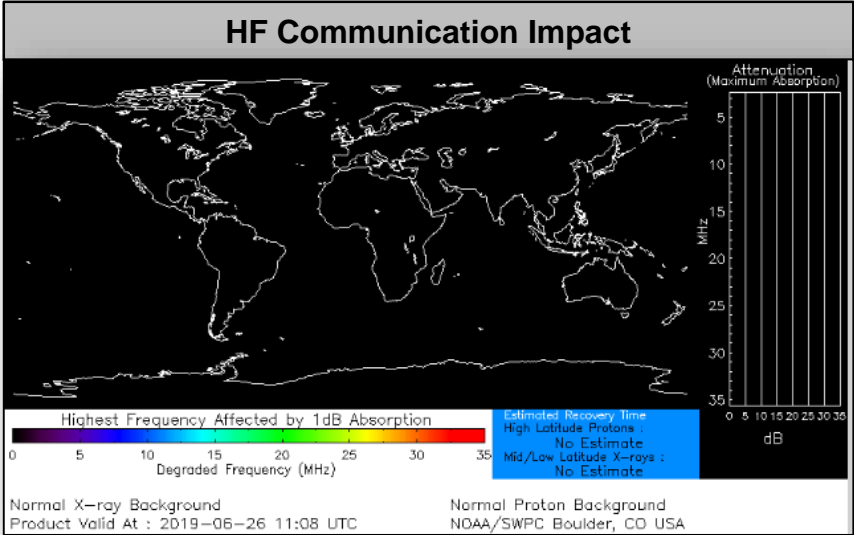 HF Communication Impact
Attenuation
(Maximum Absorption)
5
10
15
20
25
30
35
MHz
0 5 10 15 20 25 30 35
dB
Highest Frequency Affected by 1dB Absorption
0 5 10 15 20 25 30 35
Degraded Frequency (MHz)
Estimated Recovery Time
High Latitude Protons :
No Estimate
Mid/Low Latitude X-rays :
No Estimate
Normal X-ray Background
Normal Proton Background
Product Valid At : 2019-06-26 11:08 UTC
NOAA/SWPC Boulder, CO USA